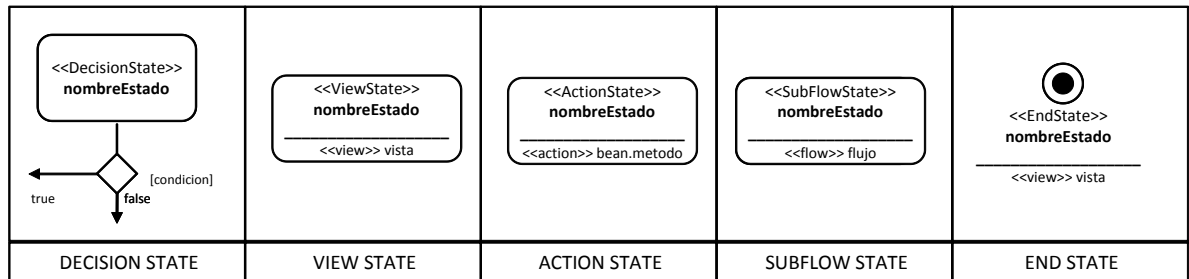 <<DecisionState>>
nombreEstado
[condicion]
true
false
DECISION STATE
<<ViewState>>
nombreEstado
<<view>> vista
VIEW STATE
<<ActionState>>
nombreEstado
<<action>> bean.metodo
ACTION STATE
<<SubFlowState>>
nombreEstado
<<flow>> flujo
SUBFLOW STATE
<<EndState>>
nombreEstado
<<view>> vista
END STATE